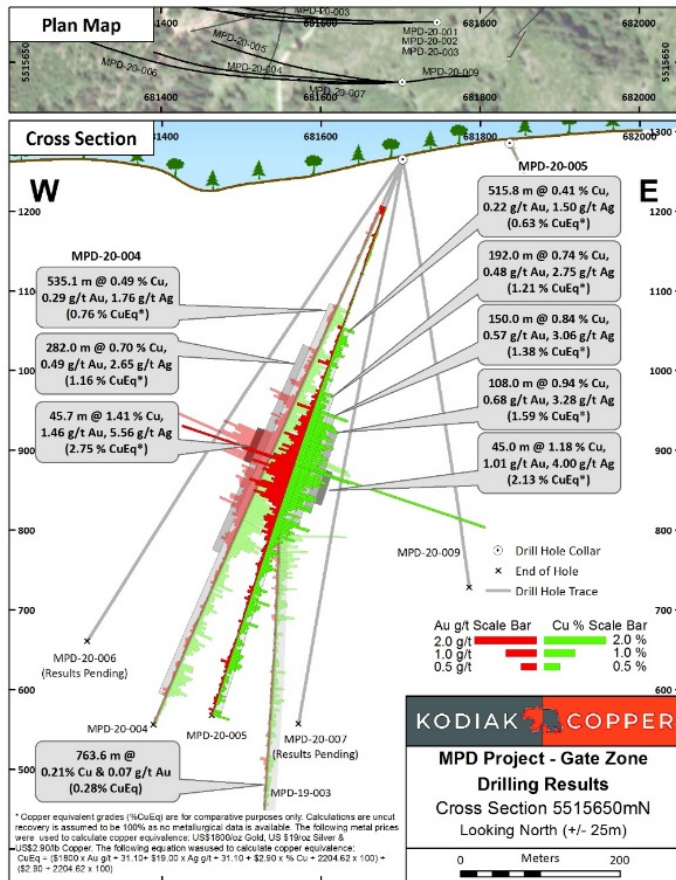 Plan Map
681400
681600
681800
682000
5515650
5515650
MPD-20-003
MPD-20-001
MPD-20-002
MPD-20-003
MPD-20-005
MPD-20-004
MPD-20-006
MPD-20-007
MPD-20-009
681400
681600
681800
682000
Cross Section
681400
681600
681800
682000
1300
W
E
1200
1200
1100
1100
1000
1000
900
900
800
800
700
700
600
600
500
MPD-20-004
535.1 m @ 0.49 % Cu,
0.29 g/t Au, 1.76 g/t Ag
(0.76 % CuEq*)
282.0 m @ 0.70 % Cu,
0.49 g/t Au, 2.65 g/t Ag
(1.16 % CuEq*)
45.7 m @ 1.41 % Cu,
1.46 g/t Au, 5.56 g/t Ag
(2.75 % CuEq*)
MPD-20-005
515.8 m @ 0.41 % Cu,
0.22 g/t Au, 1.50 g/t Ag
(0.63 % CuEq*)
192.0 m @ 0.74 % Cu,
0.48 g/t Au, 2.75 g/t Ag
(1.21 % CuEq*)
150.0 m @ 0.84 % Cu,
0.57 g/t Au, 3.06 g/t Ag
(1.38 % CuEq*)
108.0 m @ 0.94 % Cu,
0.68 g/t Au, 3.28 g/t Ag
(1.59 % CuEq*)
45.0 m @ 1.18 % Cu,
1.01 g/t Au, 4.00 g/t Ag
(2.13 % CuEq*)
MPD-20-009
Drill Hole Collar
End of Hole
Drill Hole Trace
Au g/t Scale Bar
Cu % Scale Bar
2.0 g/t
2.0 %
1.0 g/t
1.0 %
0.5 g/t
0.5 %
MPD-20-006
(Results Pending)
MPD-20-004
MPD-20-005
MPD-20-007
(Results Pending)
763.6 m @
0.21% Cu & 0.07 g/t Au
(0.28% CuEq)
MPD-19-003
KODIAK COPPER
MPD Project - Gate Zone
Drilling Results
Cross Section 5515650mN
Looking North (+/- 25m)
Meters
0 200
* Copper equivalent grades (%CuEq) are for comparative purposes only. Calculations are uncut
recovery is assumed to be 100% as no metallurgical data is available. The following metal prices
were used to calculate copper equivalence: US$1800/oz Gold, US $19/oz Silver &
US$2.90/lb Copper. The following equation wasused to calculate copper equivalence:
CuEq = ($1800 x Au g/t ÷ 31.10+ $19.00 x Ag g/t ÷ 31.10 + $2.90 x % Cu ÷ 2204.62 x 100) ÷
($2.90 ÷ 2204.62 x 100)